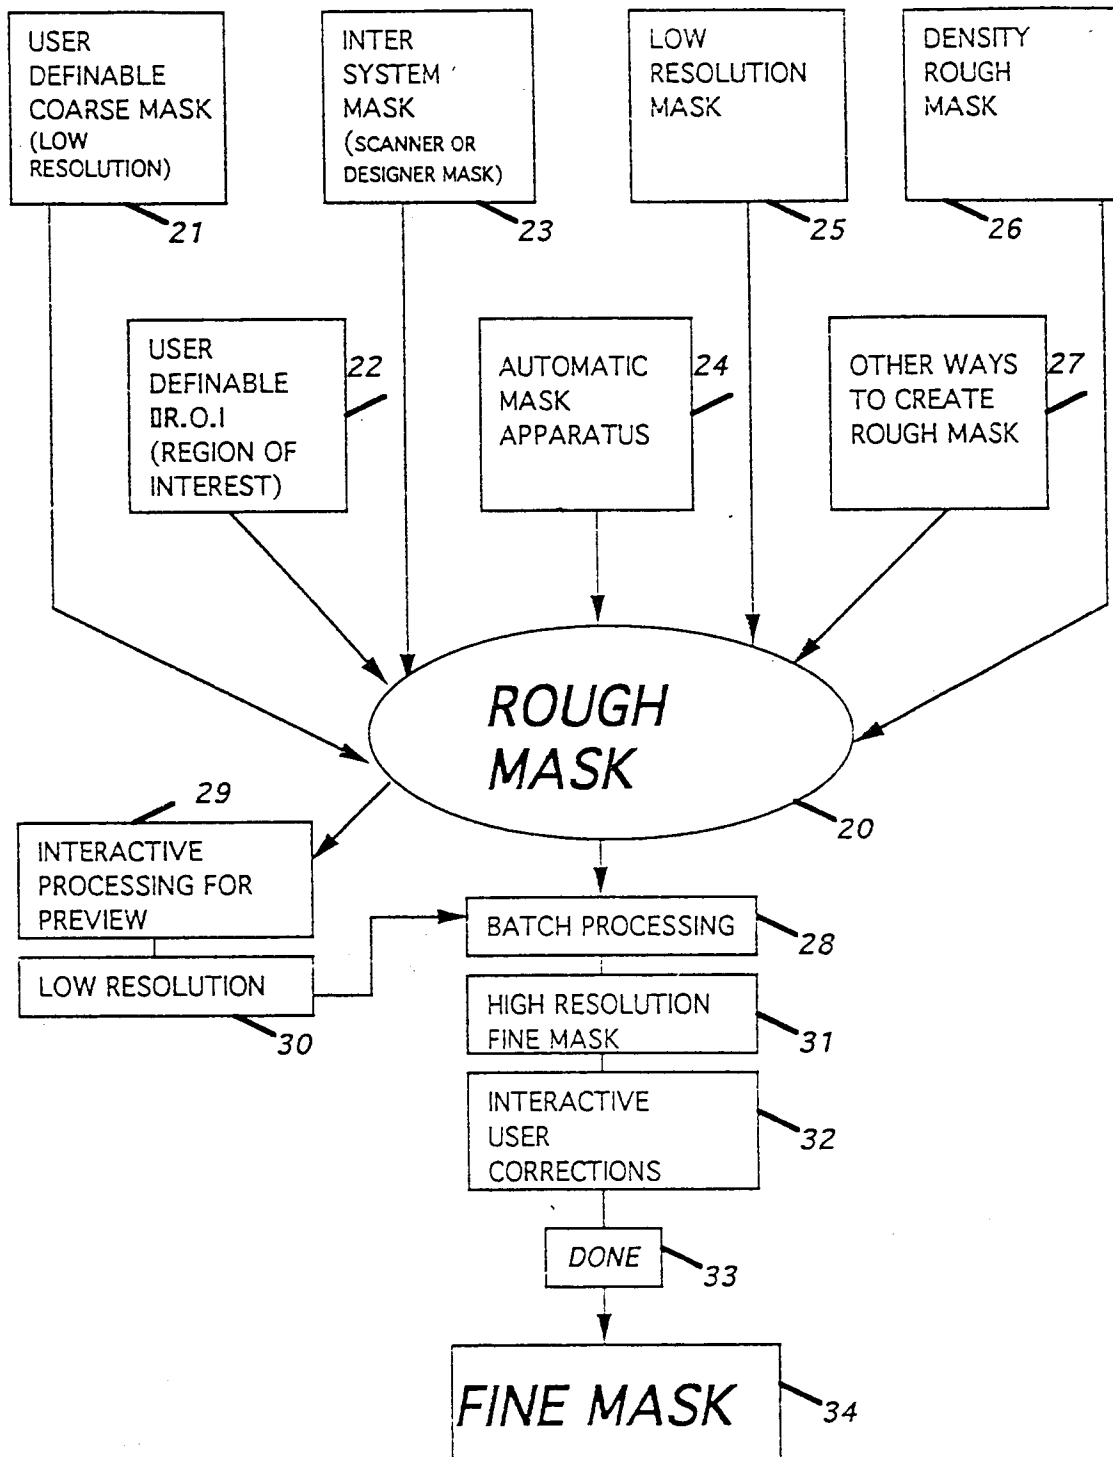 USER
DEFINABLE
COARSE MASK
(LOW
RESOLUTION)
21
INTER
SYSTEM
MASK
(SCANNER OR
DESIGNER MASK)
23
LOW
RESOLUTION
MASK
25
DENSITY
ROUGH
MASK
26
USER
DEFINABLE
R.O.I
(REGION OF
INTEREST)
22
AUTOMATIC
MASK
APPARATUS
24
OTHER WAYS
TO CREATE
ROUGH MASK
27
ROUGH
MASK
20
29
INTERACTIVE
PROCESSING FOR
PREVIEW
LOW RESOLUTION
30
BATCH PROCESSING
28
HIGH RESOLUTION
FINE MASK
31
INTERACTIVE
USER
CORRECTIONS
32
DONE
33
FINE MASK
34